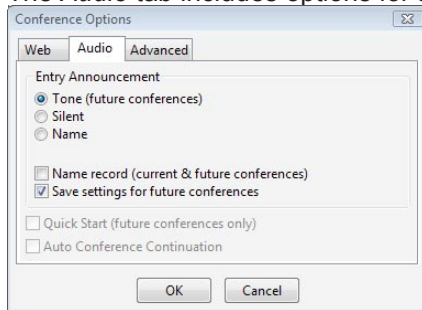 The Audio tab includes options for
Conference Options
Web Audio Advanced
Entry Announcement
Tone (future conferences)
Silent
Name
Name record (current & future conferences)
Save settings for future conferences
Quick Start (future conferences only)
Auto Conference Continuation
OK Cancel